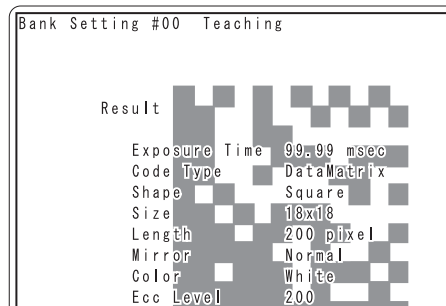 Bank Setting #00 Teaching
Result
Exposure Time 99.99 msec
Code Type DataMatrix
Shape Square
Size 18x18
Length 200 pixel
Mirror Normal
Color White
Ecc Level 200